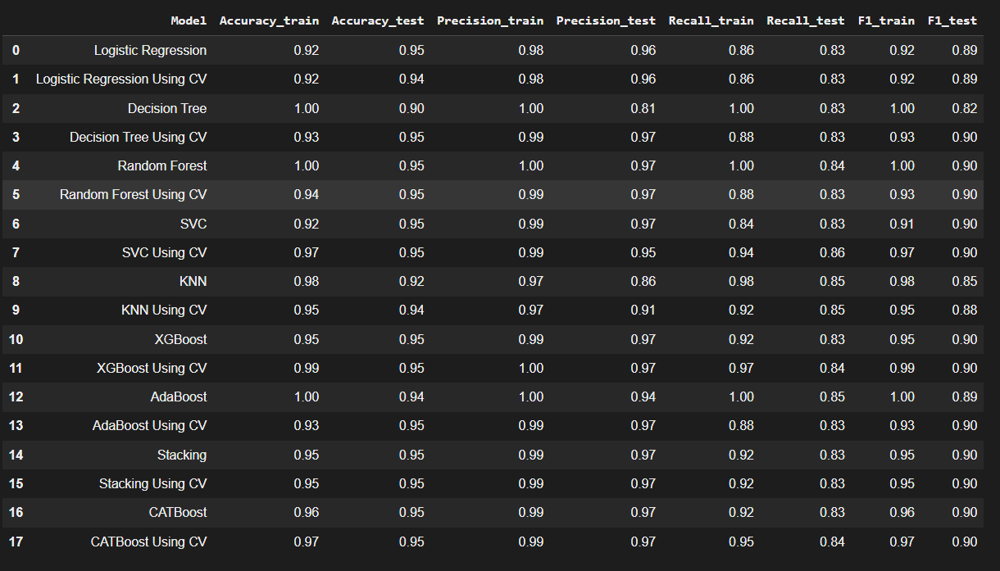 Model Accuracy_train Accuracy_test Precision_train Precision_test Recall_train Recall_test F1_train F1_test
0 Logistic Regression 0.92 0.95 0.98 0.96 0.86 0.83 0.92 0.89
1 Logistic Regression Using CV 0.92 0.94 0.98 0.96 0.86 0.83 0.92 0.89
2 Decision Tree 1.00 0.90 1.00 0.81 1.00 0.83 1.00 0.82
3 Decision Tree Using CV 0.93 0.95 0.99 0.97 0.88 0.83 0.93 0.90
4 Random Forest 1.00 0.95 1.00 0.97 1.00 0.84 1.00 0.90
5 Random Forest Using CV 0.94 0.95 0.99 0.97 0.88 0.83 0.93 0.90
6 SVC 0.92 0.95 0.99 0.97 0.84 0.83 0.91 0.90
7 SVC Using CV 0.97 0.95 0.99 0.95 0.94 0.86 0.97 0.90
8 KNN 0.98 0.92 0.97 0.86 0.98 0.85 0.98 0.85
9 KNN Using CV 0.95 0.94 0.97 0.91 0.92 0.85 0.95 0.88
10 XGBoost 0.95 0.95 0.99 0.97 0.92 0.83 0.95 0.90
11 XGBoost Using CV 0.99 0.95 1.00 0.97 0.97 0.84 0.99 0.90
12 AdaBoost 1.00 0.94 1.00 0.94 1.00 0.85 1.00 0.89
13 AdaBoost Using CV 0.93 0.95 0.99 0.97 0.88 0.83 0.93 0.90
14 Stacking 0.95 0.95 0.99 0.97 0.92 0.83 0.95 0.90
15 Stacking Using CV 0.95 0.95 0.99 0.97 0.92 0.83 0.95 0.90
16 CATBoost 0.96 0.95 0.99 0.97 0.92 0.83 0.96 0.90
17 CATBoost Using CV 0.97 0.95 0.99 0.97 0.95 0.84 0.97 0.90